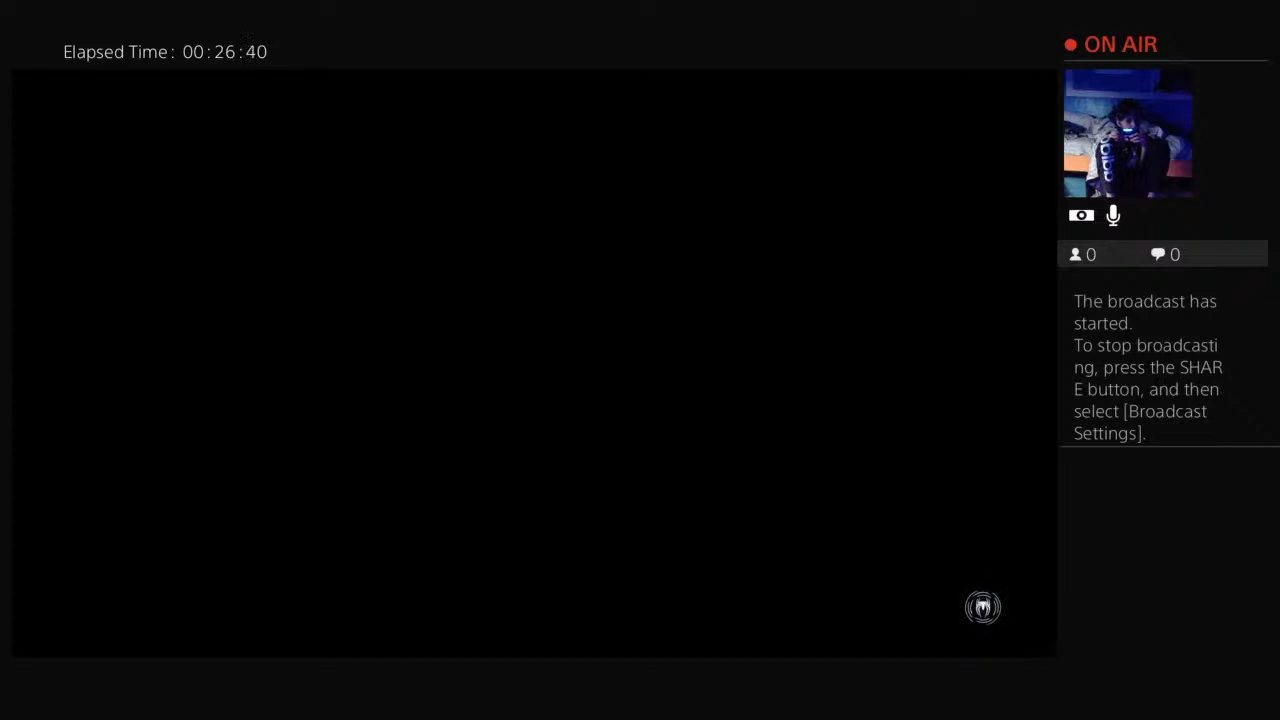 Elapsed Time: 00:26:40
ON AIR
adidas
0 0
The broadcast has
started.
To stop broadcasti
ng, press the SHAR
E button, and then
select [Broadcast
Settings].